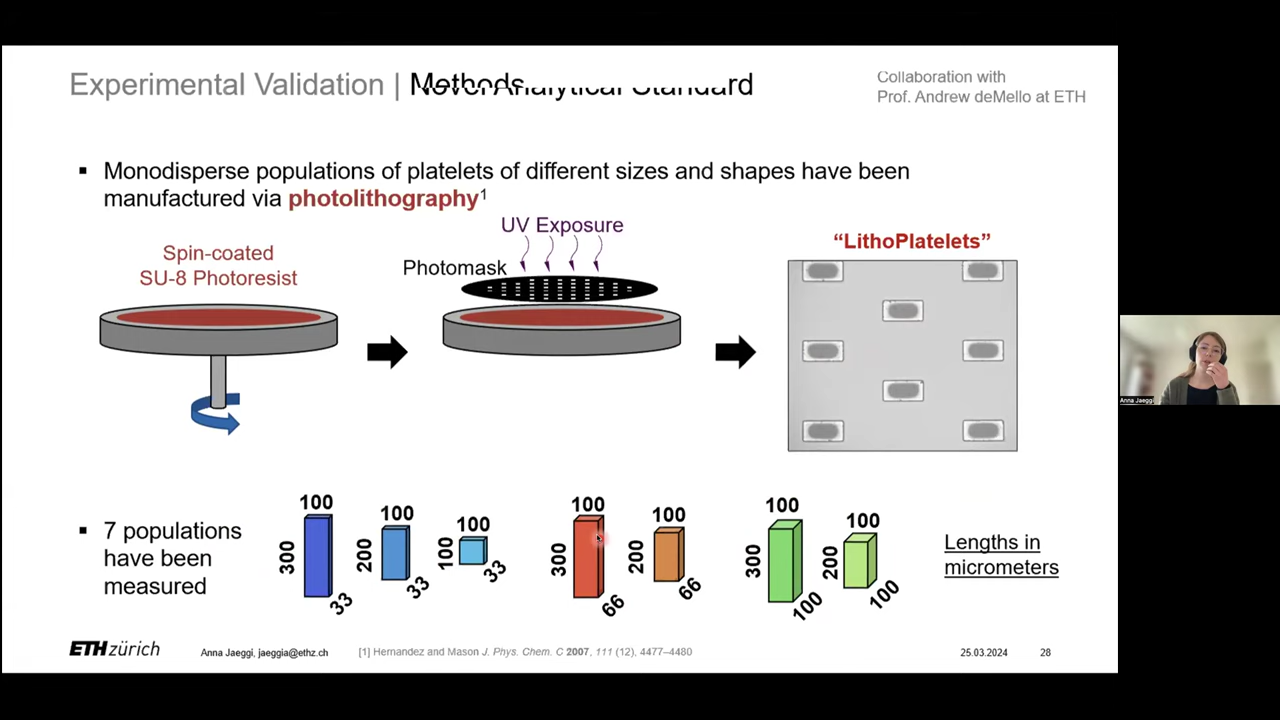 Experimental Validation | Methods
Collaboration with
Prof. Andrew deMello at ETH
▪ Monodisperse populations of platelets of different sizes and shapes have been
manufactured via photolithography¹
UV Exposure
“LithoPlatelets”
Spin-coated
SU-8 Photoresist
Photomask
▪ 7 populations
have been
measured
100
300
33
100
200
33
100
100
33
100
300
66
100
200
66
100
300
100
100
200
100
Lengths in
micrometers
ETH zürich
Anna Jaeggi, jaeggia@ethz.ch
[1] Hernandez and Mason J. Phys. Chem. C 2007, 111 (12), 4477–4480
25.03.2024
28
Anna Jaeggi